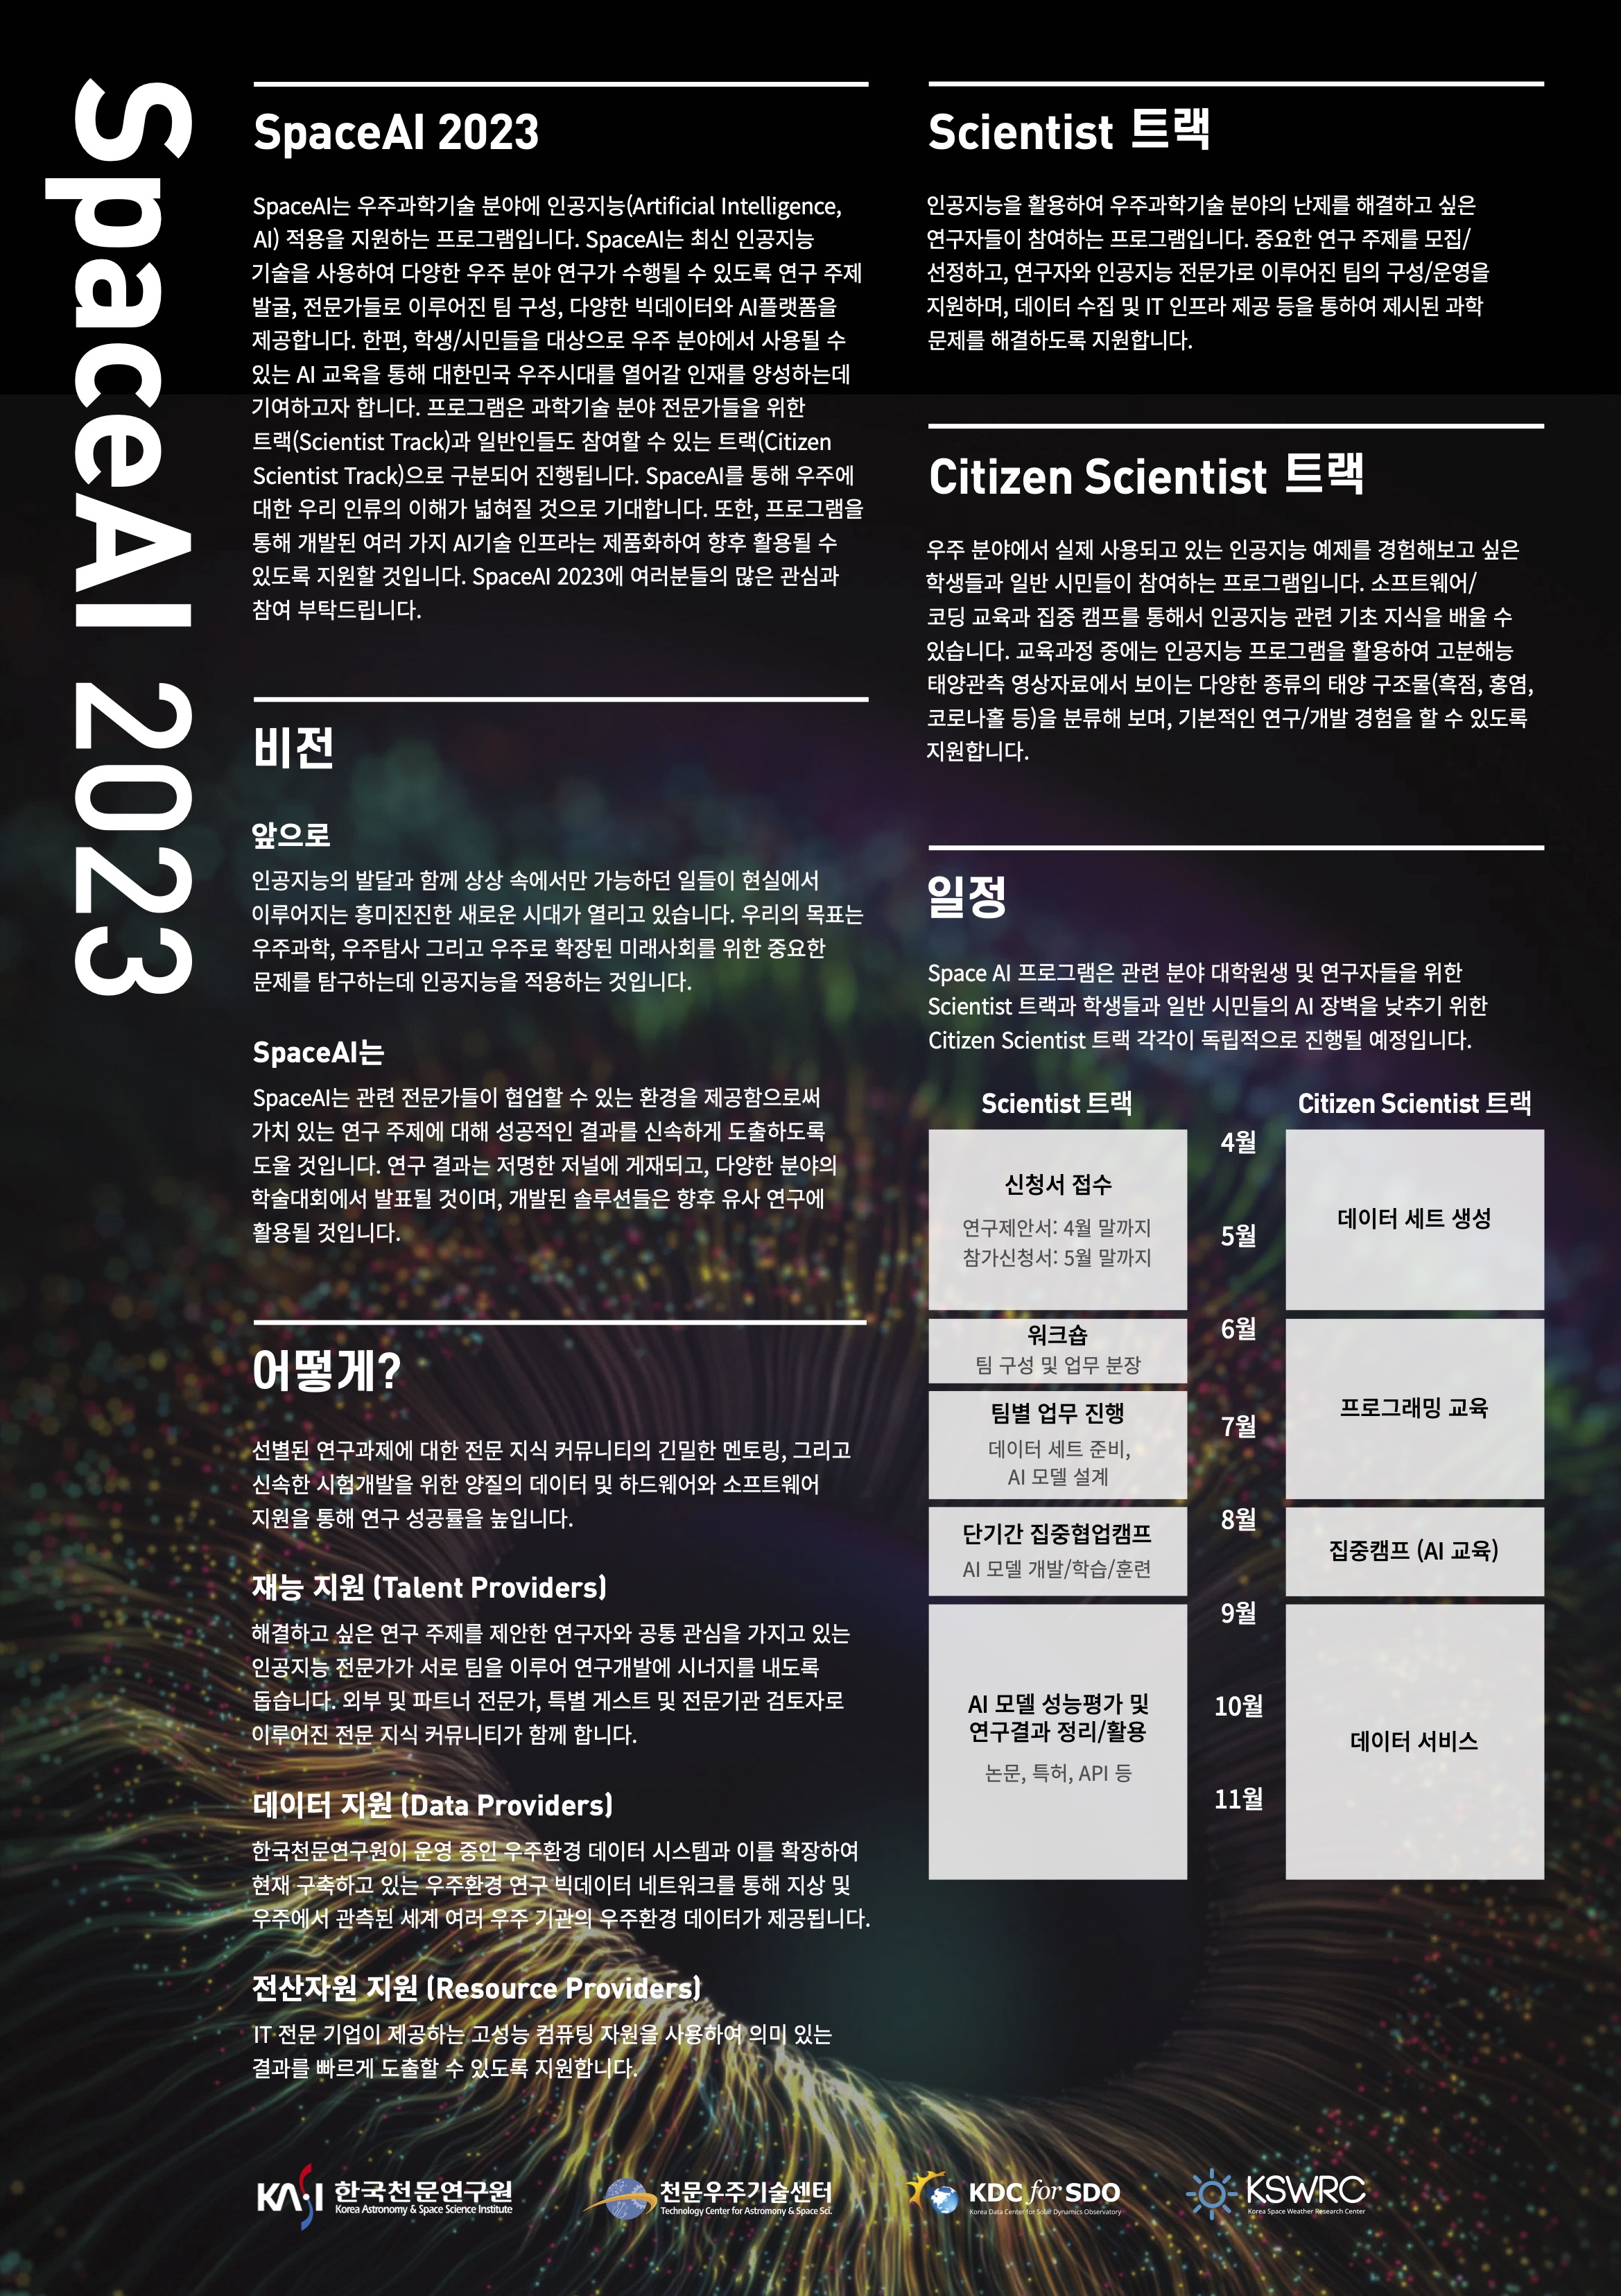 SpaceAI 2023
SpaceAI 2023
SpaceAI는 우주과학기술 분야에 인공지능(Artificial Intelligence,
AI) 적용을 지원하는 프로그램입니다. SpaceAI는 최신 인공지능
기술을 사용하여 다양한 우주 분야 연구가 수행될 수 있도록 연구 주제
발굴, 전문가들로 이루어진 팀 구성, 다양한 빅데이터와 AI플랫폼을
제공합니다. 한편, 학생/시민들을 대상으로 우주 분야에서 사용될 수
있는 AI 교육을 통해 대한민국 우주시대를 열어갈 인재를 양성하는데
기여하고자 합니다. 프로그램은 과학기술 분야 전문가들을 위한
트랙(Scientist Track)과 일반인들도 참여할 수 있는 트랙(Citizen
Scientist Track)으로 구분되어 진행됩니다. SpaceAI를 통해 우주에
대한 우리 인류의 이해가 넓혀질 것으로 기대합니다. 또한, 프로그램을
통해 개발된 여러 가지 AI기술 인프라는 제품화하여 향후 활용될 수
있도록 지원할 것입니다. SpaceAI 2023에 여러분들의 많은 관심과
참여 부탁드립니다.
비전
앞으로
인공지능의 발달과 함께 상상 속에서만 가능하던 일들이 현실에서
이루어지는 흥미진진한 새로운 시대가 열리고 있습니다. 우리의 목표는
우주과학, 우주탐사 그리고 우주로 확장된 미래사회를 위한 중요한
문제를 탐구하는데 인공지능을 적용하는 것입니다.
SpaceAI는
SpaceAI는 관련 전문가들이 협업할 수 있는 환경을 제공함으로써
가치 있는 연구 주제에 대해 성공적인 결과를 신속하게 도출하도록
도울 것입니다. 연구 결과는 저명한 저널에 게재되고, 다양한 분야의
학술대회에서 발표될 것이며, 개발된 솔루션들은 향후 유사 연구에
활용될 것입니다.
어떻게?
선별된 연구과제에 대한 전문 지식 커뮤니티의 긴밀한 멘토링, 그리고
신속한 시험개발을 위한 양질의 데이터 및 하드웨어와 소프트웨어
지원을 통해 연구 성공률을 높입니다.
재능 지원 (Talent Providers)
해결하고 싶은 연구 주제를 제안한 연구자와 공통 관심을 가지고 있는
인공지능 전문가가 서로 팀을 이루어 연구개발에 시너지를 내도록
돕습니다. 외부 및 파트너 전문가, 특별 게스트 및 전문기관 검토자로
이루어진 전문 지식 커뮤니티가 함께 합니다.
데이터 지원 (Data Providers)
한국천문연구원이 운영 중인 우주환경 데이터 시스템과 이를 확장하여
현재 구축하고 있는 우주환경 연구 빅데이터 네트워크를 통해 지상 및
우주에서 관측된 세계 여러 우주 기관의 우주환경 데이터가 제공됩니다.
전산자원 지원 (Resource Providers)
IT 전문 기업이 제공하는 고성능 컴퓨팅 자원을 사용하여 의미 있는
결과를 빠르게 도출할 수 있도록 지원합니다.
Scientist 트랙
인공지능을 활용하여 우주과학기술 분야의 난제를 해결하고 싶은
연구자들이 참여하는 프로그램입니다. 중요한 연구 주제를 모집/
선정하고, 연구자와 인공지능 전문가로 이루어진 팀의 구성/운영을
지원하며, 데이터 수집 및 IT 인프라 제공 등을 통하여 제시된 과학
문제를 해결하도록 지원합니다.
Citizen Scientist 트랙
우주 분야에서 실제 사용되고 있는 인공지능 예제를 경험해보고 싶은
학생들과 일반 시민들이 참여하는 프로그램입니다. 소프트웨어/
코딩 교육과 집중 캠프를 통해서 인공지능 관련 기초 지식을 배울 수
있습니다. 교육과정 중에는 인공지능 프로그램을 활용하여 고분해능
태양관측 영상자료에서 보이는 다양한 종류의 태양 구조물(흑점, 홍염,
코로나홀 등)을 분류해 보며, 기본적인 연구/개발 경험을 할 수 있도록
지원합니다.
일정
Space AI 프로그램은 관련 분야 대학원생 및 연구자들을 위한
Scientist 트랙과 학생들과 일반 시민들의 AI 장벽을 낮추기 위한
Citizen Scientist 트랙 각각이 독립적으로 진행될 예정입니다.
Scientist 트랙
신청서 접수
연구제안서: 4월 말까지
참가신청서: 5월 말까지
워크숍
팀 구성 및 업무 분장
팀별 업무 진행
데이터 세트 준비,
AI 모델 설계
단기간 집중협업캠프
AI 모델 개발/학습/훈련
AI 모델 성능평가 및
연구결과 정리/활용
논문, 특허, API 등
4월
5월
6월
7월
8월
9월
10월
11월
Citizen Scientist 트랙
데이터 세트 생성
프로그래밍 교육
집중캠프 (AI 교육)
데이터 서비스
KASI 한국천문연구원
Korea Astronomy & Space Science Institute
천문우주기술센터
Technology Center for Astromony & Space Sci.
KDC for SDO
Korea Data Center for Solar Dynamics Observatory
KSWRC
Korea Space Weather Research Center